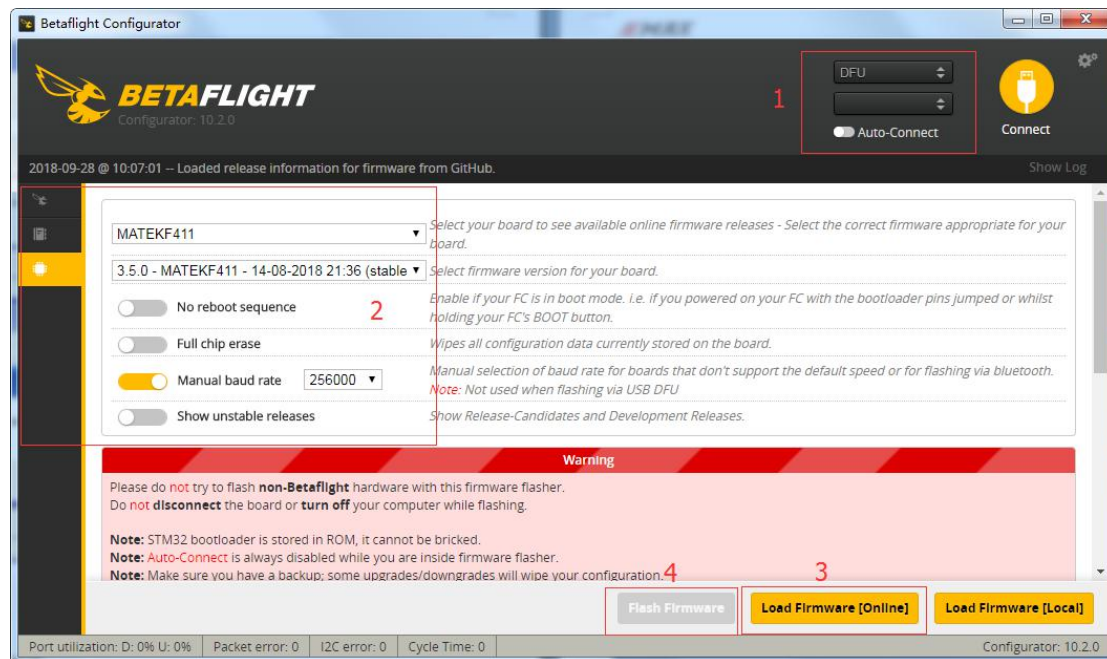 Betaflight Configurator
BETAFLIGHT
Configurator: 10.2.0
1
DFU
Auto-Connect
Connect
2018-09-28 @ 10:07:01 -- Loaded release information for firmware from GitHub.
Show Log
MATEKF411
Select your board to see available online firmware releases - Select the correct firmware appropriate for your
board.
3.5.0 - MATEKF411 - 14-08-2018 21:36 (stable
Select firmware version for your board.
No reboot sequence
2
Enable if your FC is in boot mode. i.e. if you powered on your FC with the bootloader pins jumped or whilst
holding your FC's BOOT button.
Full chip erase
Wipes all configuration data currently stored on the board.
Manual baud rate
256000
Manual selection of baud rate for boards that don't support the default speed or for flashing via bluetooth.
Note: Not used when flashing via USB DFU
Show unstable releases
Show Release-Candidates and Development Releases.
Warning
Please do not try to flash non-Betaflight hardware with this firmware flasher.
Do not disconnect the board or turn off your computer while flashing.
Note: STM32 bootloader is stored in ROM, it cannot be bricked.
Note: Auto-Connect is always disabled while you are inside firmware flasher.
Note: Make sure you have a backup; some upgrades/downgrades will wipe your configuration.
4
3
Flash Firmware
Load Firmware [Online]
Load Firmware [Local]
Port utilization: D: 0% U: 0%
Packet error: 0
I2C error: 0
Cycle Time: 0
Configurator: 10.2.0